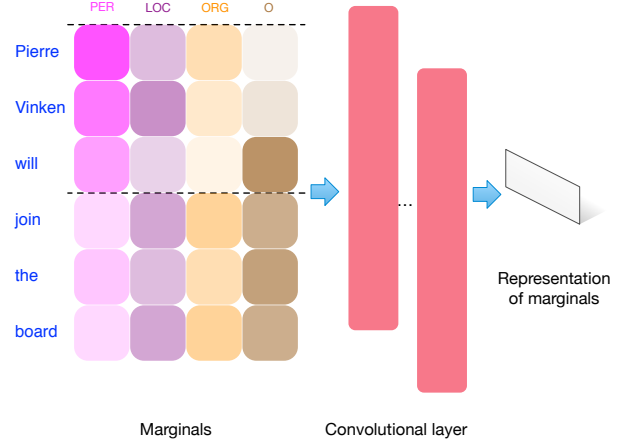 PER LOC ORG O
Pierre
Vinken
will
join
the
board
...
Representation
of marginals
Marginals
Convolutional layer